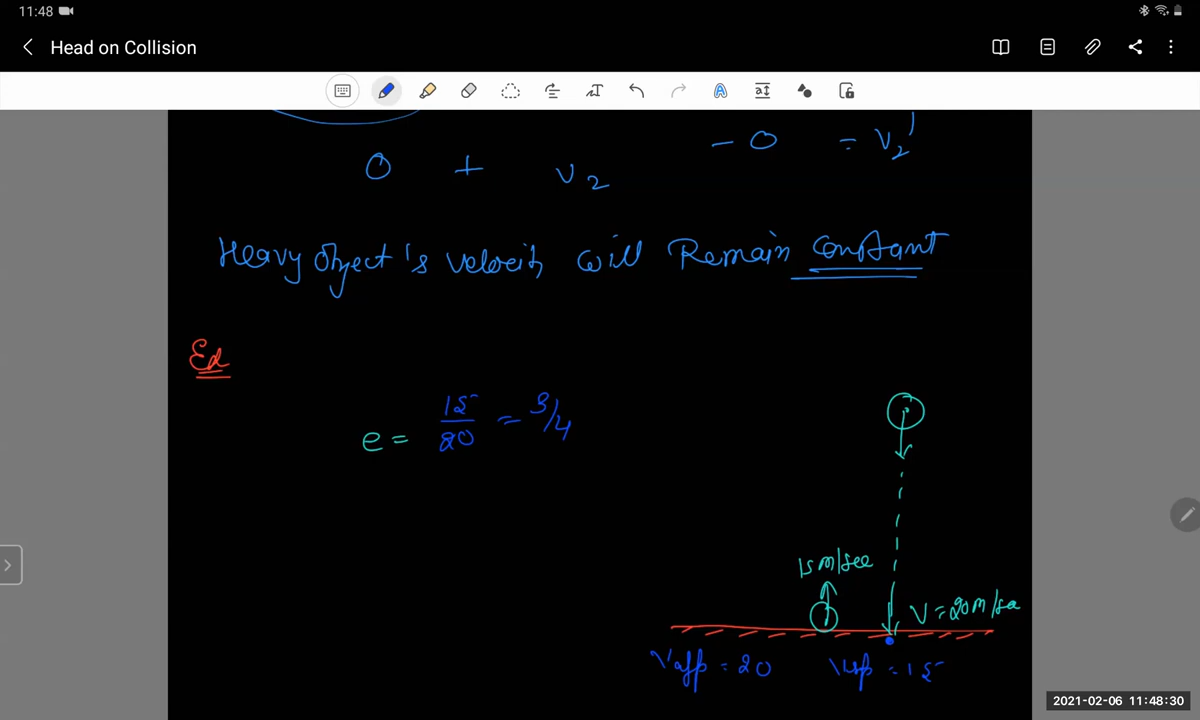 11:48
Head on Collision
0 + v2 - 0 = v2'
Heavy object's velocity will Remain constant
Ex
e = 15/20 = 3/4
15 m/sec
V = 20 m/sec
Vapp = 20 Vsep = 15
2021-02-06 11:48:30